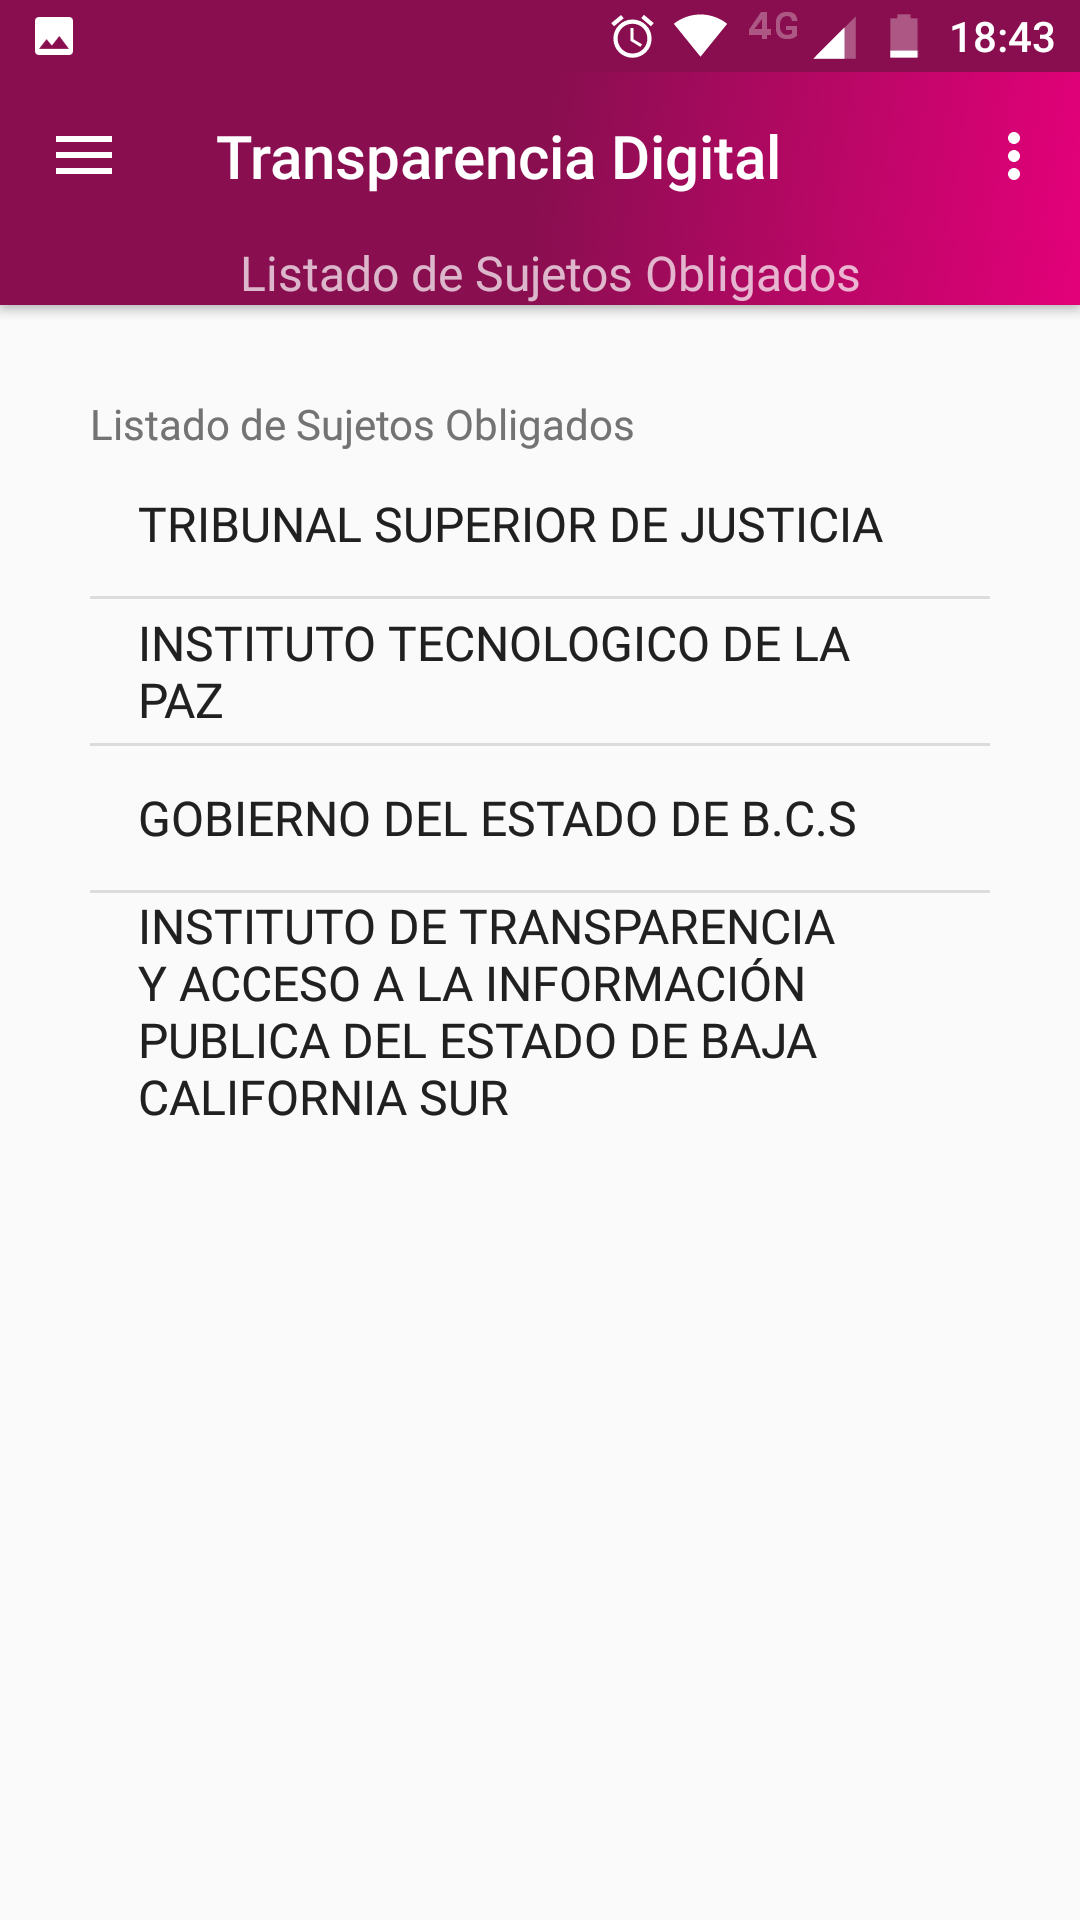 4G 18:43
Transparencia Digital
Listado de Sujetos Obligados
Listado de Sujetos Obligados
TRIBUNAL SUPERIOR DE JUSTICIA
INSTITUTO TECNOLOGICO DE LA
PAZ
GOBIERNO DEL ESTADO DE B.C.S
INSTITUTO DE TRANSPARENCIA
Y ACCESO A LA INFORMACIÓN
PUBLICA DEL ESTADO DE BAJA
CALIFORNIA SUR